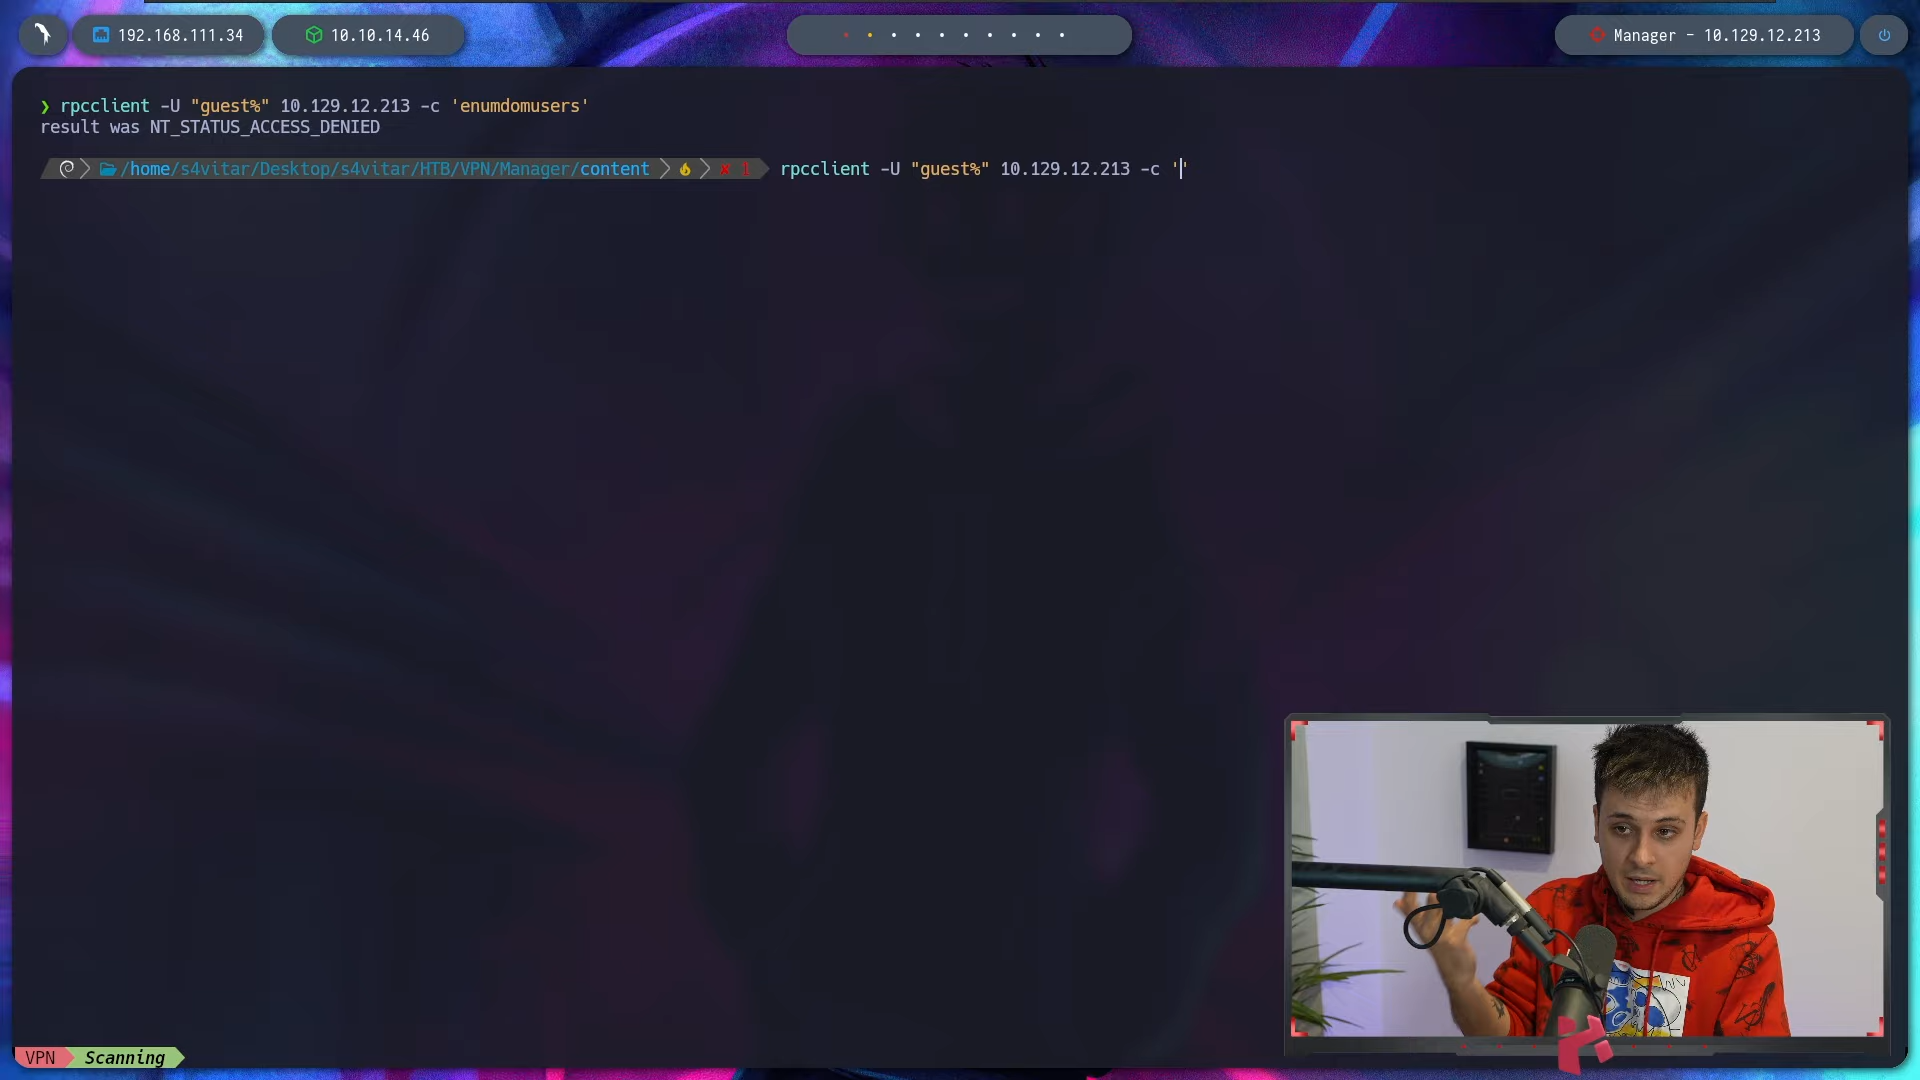 192.168.111.34
10.10.14.46
Manager - 10.129.12.213
❯ rpcclient -U "guest%" 10.129.12.213 -c 'enumdomusers'
result was NT_STATUS_ACCESS_DENIED
/home/s4vitar/Desktop/s4vitar/HTB/VPN/Manager/content ✘ 1 rpcclient -U "guest%" 10.129.12.213 -c ''
VPN Scanning